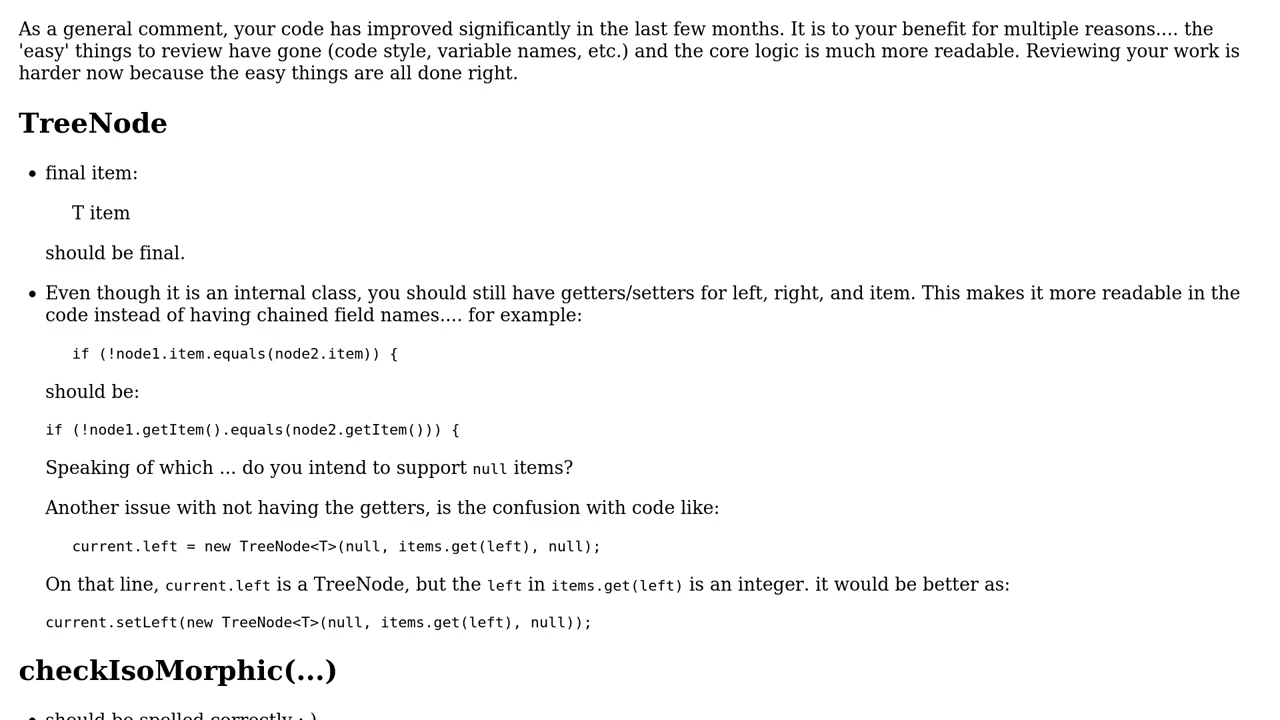 As a general comment, your code has improved significantly in the last few months. It is to your benefit for multiple reasons.... the
'easy' things to review have gone (code style, variable names, etc.) and the core logic is much more readable. Reviewing your work is
harder now because the easy things are all done right.
TreeNode
• final item:
T item
should be final.
• Even though it is an internal class, you should still have getters/setters for left, right, and item. This makes it more readable in the
code instead of having chained field names.... for example:
if (!node1.item.equals(node2.item)) {
should be:
if (!node1.getItem().equals(node2.getItem())) {
Speaking of which ... do you intend to support null items?
Another issue with not having the getters, is the confusion with code like:
current.left = new TreeNode<T>(null, items.get(left), null);
On that line, current.left is a TreeNode, but the left in items.get(left) is an integer. it would be better as:
current.setLeft(new TreeNode<T>(null, items.get(left), null));
checkIsoMorphic(...)
• should be spelled correctly ; )